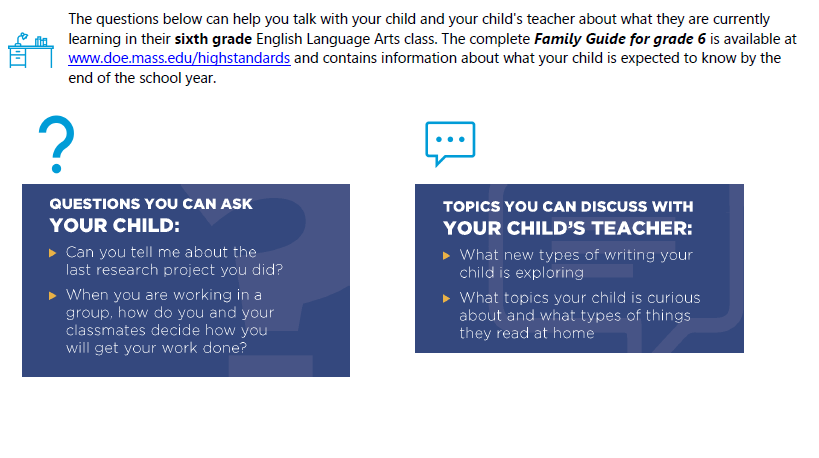 The questions below can help you talk with your child and your child's teacher about what they are currently
learning in their sixth grade English Language Arts class. The complete Family Guide for grade 6 is available at
www.doe.mass.edu/highstandards and contains information about what your child is expected to know by the
end of the school year.
QUESTIONS YOU CAN ASK
YOUR CHILD:
Can you tell me about the
last research project you did?
When you are working in a
group, how do you and your
classmates decide how you
will get your work done?
TOPICS YOU CAN DISCUSS WITH
YOUR CHILD'S TEACHER:
What new types of writing your
child is exploring
What topics your child is curious
about and what types of things
they read at home